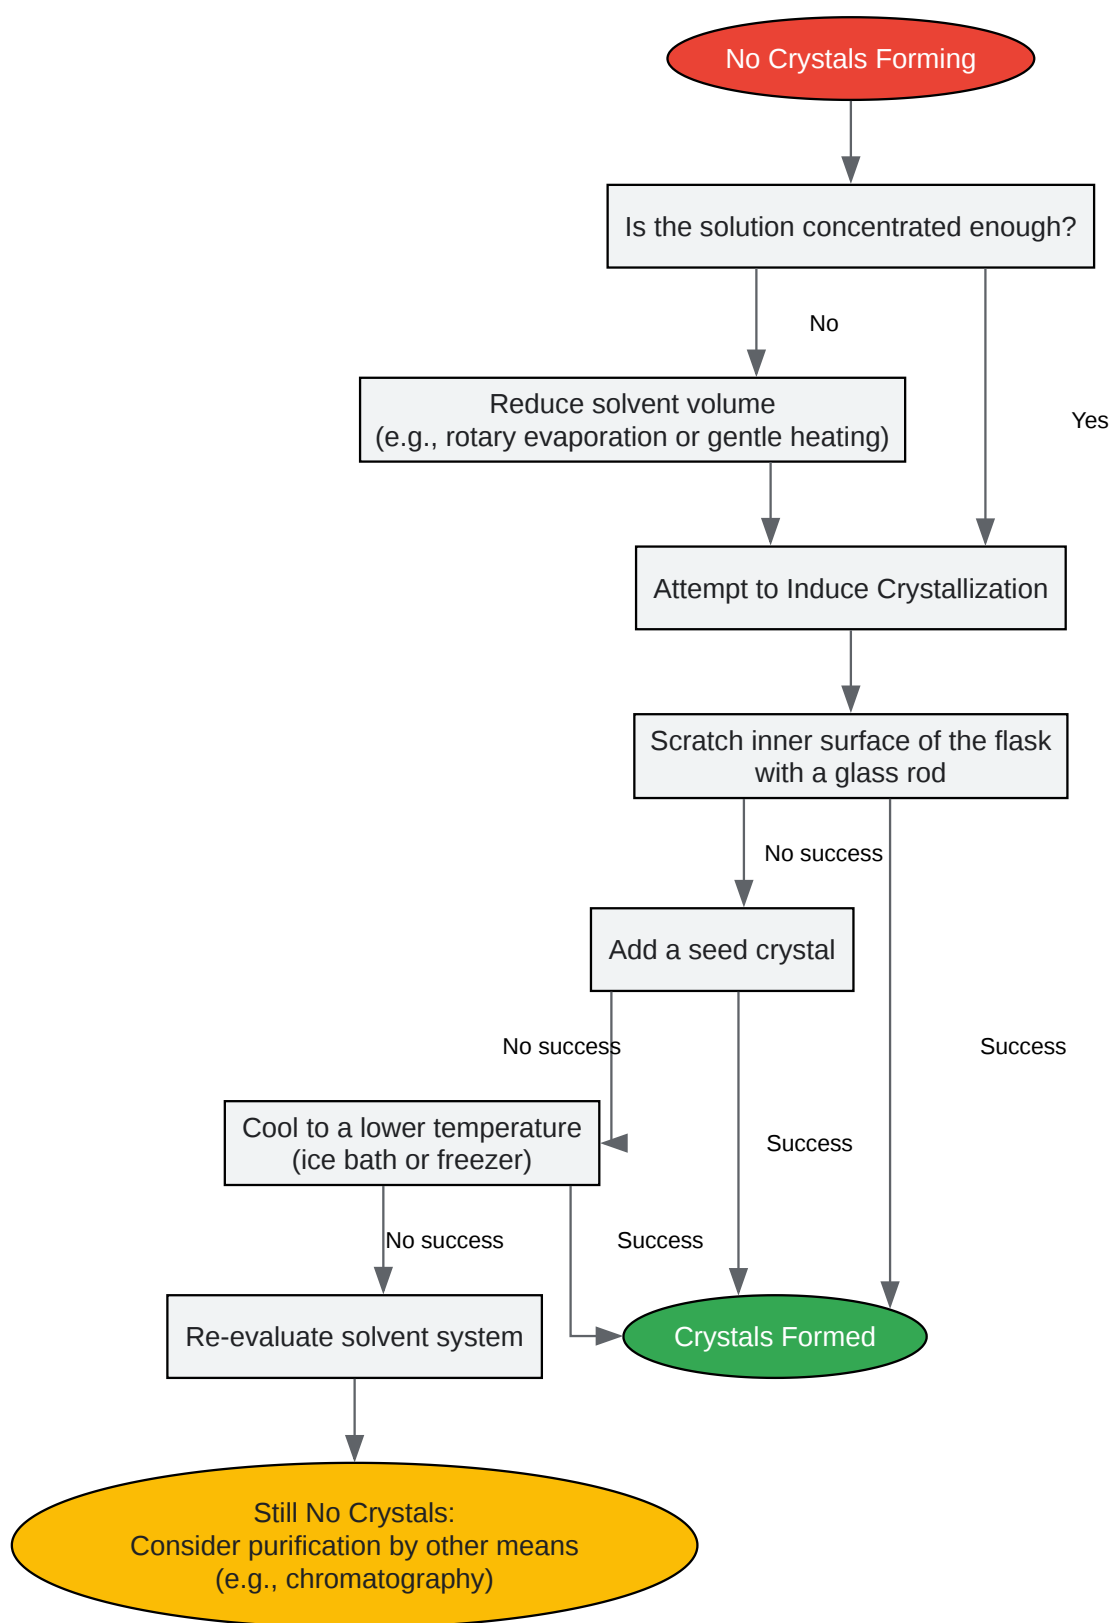 No Crystals Forming
Is the solution concentrated enough?
No
Reduce solvent volume
(e.g., rotary evaporation or gentle heating)
Yes
Attempt to Induce Crystallization
Scratch inner surface of the flask
with a glass rod
No success
Add a seed crystal
No success
Success
Cool to a lower temperature
(ice bath or freezer)
Success
No success
Success
Re-evaluate solvent system
Crystals Formed
Still No Crystals:
Consider purification by other means
(e.g., chromatography)